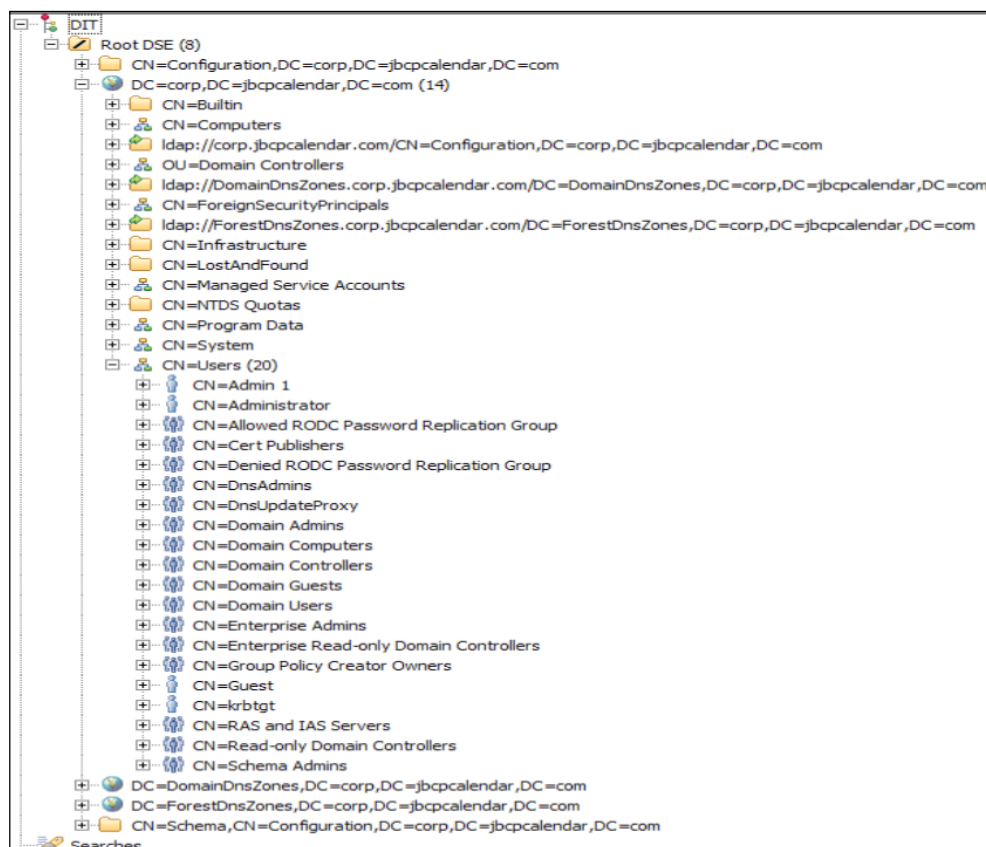 DIT
Root DSE (8)
CN=Configuration,DC=corp,DC=jbcpcalendar,DC=com
DC=corp,DC=jbcpcalendar,DC=com (14)
CN=Builtin
CN=Computers
ldap://corp.jbcpcalendar.com/CN=Configuration,DC=corp,DC=jbcpcalendar,DC=com
OU=Domain Controllers
ldap://DomainDnsZones.corp.jbcpcalendar.com/DC=DomainDnsZones,DC=corp,DC=jbcpcalendar,DC=com
CN=ForeignSecurityPrincipals
ldap://ForestDnsZones.corp.jbcpcalendar.com/DC=ForestDnsZones,DC=corp,DC=jbcpcalendar,DC=com
CN=Infrastructure
CN=LostAndFound
CN=Managed Service Accounts
CN=NTDS Quotas
CN=Program Data
CN=System
CN=Users (20)
CN=Admin 1
CN=Administrator
CN=Allowed RODC Password Replication Group
CN=Cert Publishers
CN=Denied RODC Password Replication Group
CN=DnsAdmins
CN=DnsUpdateProxy
CN=Domain Admins
CN=Domain Computers
CN=Domain Controllers
CN=Domain Guests
CN=Domain Users
CN=Enterprise Admins
CN=Enterprise Read-only Domain Controllers
CN=Group Policy Creator Owners
CN=Guest
CN=krbtgt
CN=RAS and IAS Servers
CN=Read-only Domain Controllers
CN=Schema Admins
DC=DomainDnsZones,DC=corp,DC=jbcpcalendar,DC=com
DC=ForestDnsZones,DC=corp,DC=jbcpcalendar,DC=com
CN=Schema,CN=Configuration,DC=corp,DC=jbcpcalendar,DC=com
Searches